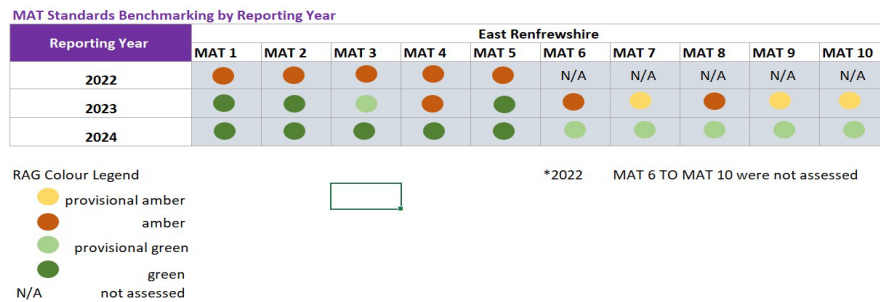 MAT Standards Benchmarking by Reporting Year
Reporting Year East Renfrewshire
MAT 1 MAT 2 MAT 3 MAT 4 MAT 5 MAT 6 MAT 7 MAT 8 MAT 9 MAT 10
2022 N/A N/A N/A N/A N/A
2023
2024
RAG Colour Legend *2022 MAT 6 TO MAT 10 were not assessed
provisional amber
amber
provisional green
green
N/A not assessed